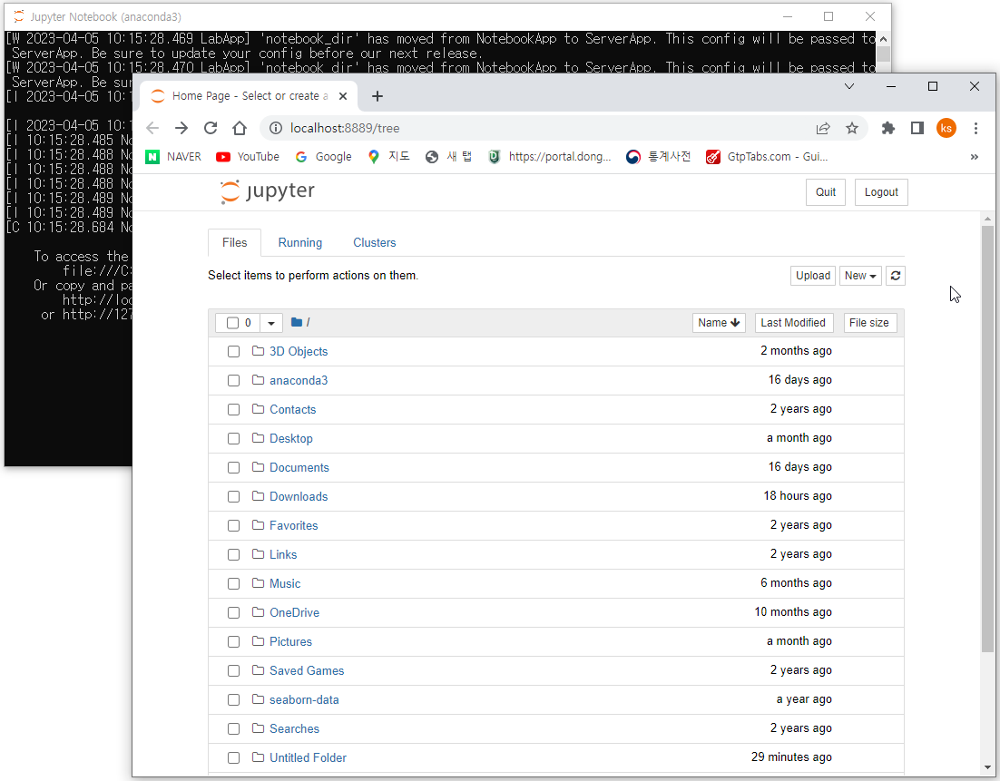 Jupyter Notebook (anaconda3)
[W 2023-04-05 10:15:28.469 LabApp] 'notebook_dir' has moved from NotebookApp to ServerApp. This config will be passed to
ServerApp. Be sure to update your config before our next release.
[W 2023-04-05 10:15:28.470 LabApp] 'notebook_dir' has moved from NotebookApp to ServerApp. This config will be passed to
ServerApp. Be sur
[I 2023-04-05 10:1
[I 2023-04-05 10:1
[I 10:15:28.485 No
[I 10:15:28.488 No
[I 10:15:28.488 No
[I 10:15:28.488 No
[I 10:15:28.489 No
[I 10:15:28.489 No
[C 10:15:28.684 No
To access the
file:///C:
Or copy and pa
http://loc
or http://127
Home Page - Select or create a
localhost:8889/tree
ks
NAVER YouTube Google 지도 새 탭 https://portal.dong... 통계사전 GtpTabs.com - Gui... »
jupyter
Quit Logout
Files Running Clusters
Select items to perform actions on them.
Upload New
0 / Name Last Modified File size
3D Objects 2 months ago
anaconda3 16 days ago
Contacts 2 years ago
Desktop a month ago
Documents 16 days ago
Downloads 18 hours ago
Favorites 2 years ago
Links 2 years ago
Music 6 months ago
OneDrive 10 months ago
Pictures a month ago
Saved Games 2 years ago
seaborn-data a year ago
Searches 2 years ago
Untitled Folder 29 minutes ago